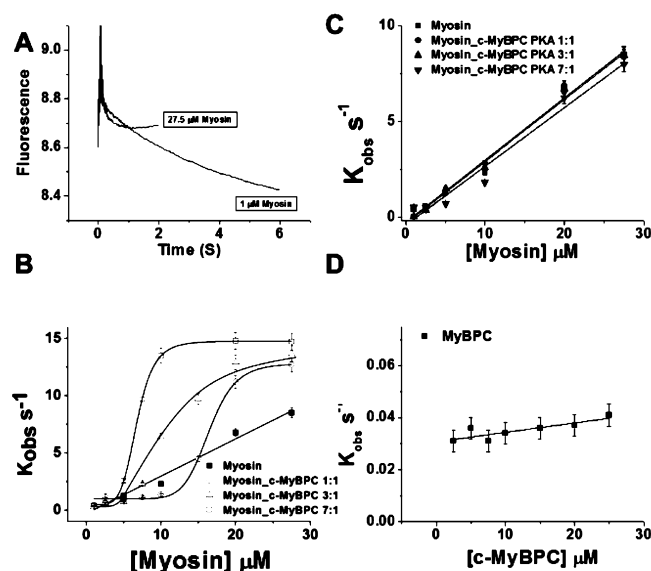 A
9.0
8.8
8.6
8.4
Fluorescence
27.5 µM Myosin
1 µM Myosin
0 2 4 6
Time (S)
C
Myosin
Myosin_c-MyBPC PKA 1:1
Myosin_c-MyBPC PKA 3:1
Myosin_c-MyBPC PKA 7:1
10
5
0
Kobs s-1
0 10 20 30
[Myosin] µM
B
15
10
5
0
Kobs s-1
Myosin
Myosin_c-MyBPC 1:1
Myosin_c-MyBPC 3:1
Myosin_c-MyBPC 7:1
0 10 20 30
[Myosin] µM
D
MyBPC
0.06
0.04
0.02
0.00
Kobs s-1
0 10 20 30
[c-MyBPC] µM